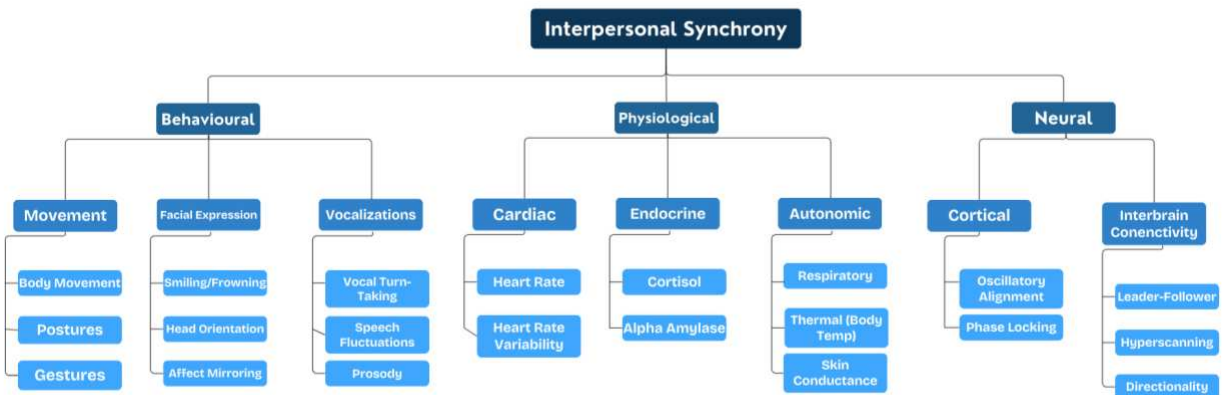 Interpersonal Synchrony
Behavioural
Physiological
Neural
Movement
Facial Expression
Vocalizations
Cardiac
Endocrine
Autonomic
Cortical
Interbrain
Conenctivity
Body Movement
Postures
Gestures
Smiling/Frowning
Head Orientation
Affect Mirroring
Vocal Turn-
Taking
Speech
Fluctuations
Prosody
Heart Rate
Heart Rate
Variability
Cortisol
Alpha Amylase
Respiratory
Thermal (Body
Temp)
Skin
Conductance
Oscillatory
Alignment
Phase Locking
Leader-Follower
Hyperscanning
Directionality